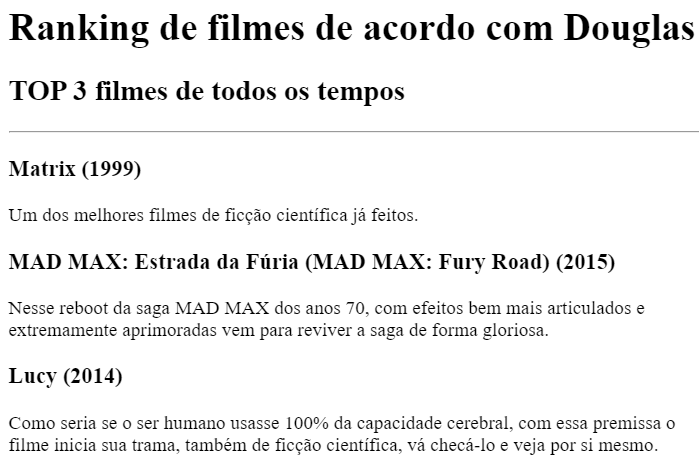 Ranking de filmes de acordo com Douglas
TOP 3 filmes de todos os tempos
Matrix (1999)
Um dos melhores filmes de ficção científica já feitos.
MAD MAX: Estrada da Fúria (MAD MAX: Fury Road) (2015)
Nesse reboot da saga MAD MAX dos anos 70, com efeitos bem mais articulados e
extremamente aprimoradas vem para reviver a saga de forma gloriosa.
Lucy (2014)
Como seria se o ser humano usasse 100% da capacidade cerebral, com essa premissa o
filme inicia sua trama, também de ficção científica, vá checá-lo e veja por si mesmo.